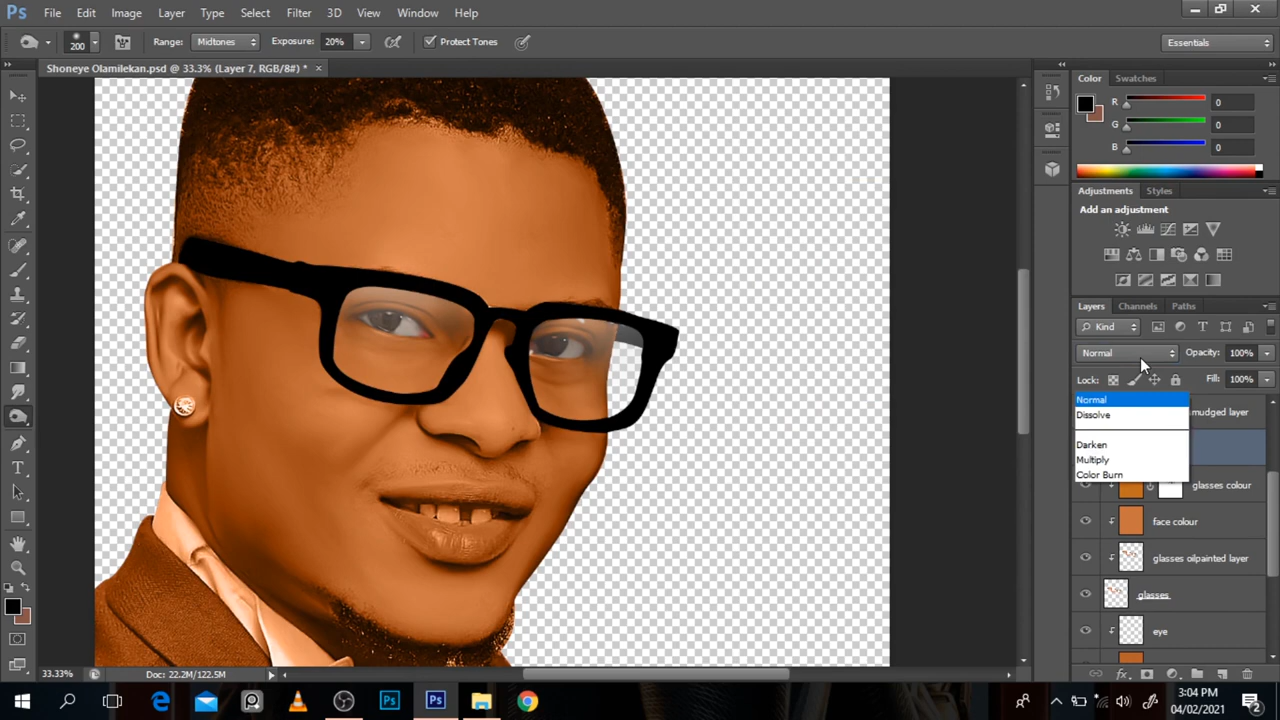 Ps File Edit Image Layer Type Select Filter 3D View Window Help
200 Range: Midtones Exposure: 20% Protect Tones Essentials
Shoneye Olamilekan.psd @ 33.3% (Layer 7, RGB/8#) * ×
Color Swatches
R 0
G 0
B 0
Adjustments Styles
Add an adjustment
Layers Channels Paths
Kind
Normal Opacity: 100%
Lock: Fill: 100%
Normal
Dissolve
Darken
Multiply
Color Burn
mudged layer
glasses colour
face colour
glasses oilpainted layer
glasses
eye
33.33% Doc: 22.2M/122.5M
Ps Ps
3:04 PM
04/02/2021
2